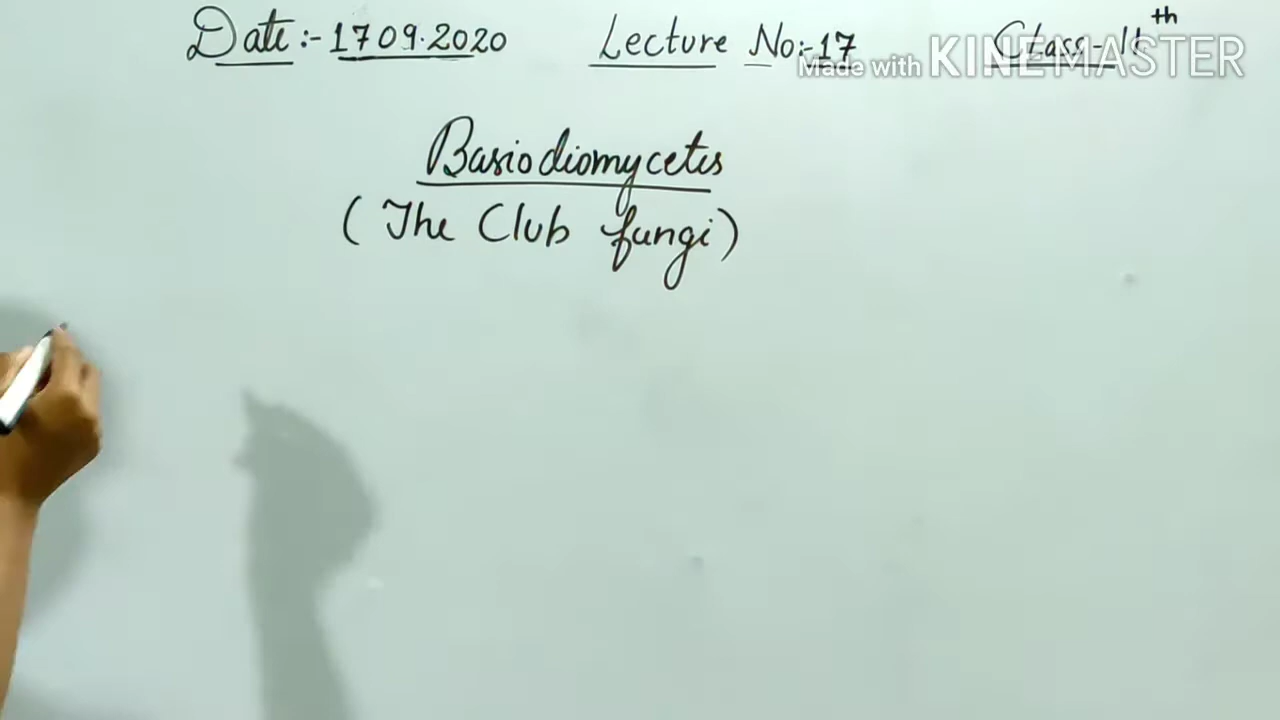 Date:- 17 09.2020 Lecture No:-17 Class-11th
Made with KINEMASTER
Basiodiomycetes
(The Club fungi)